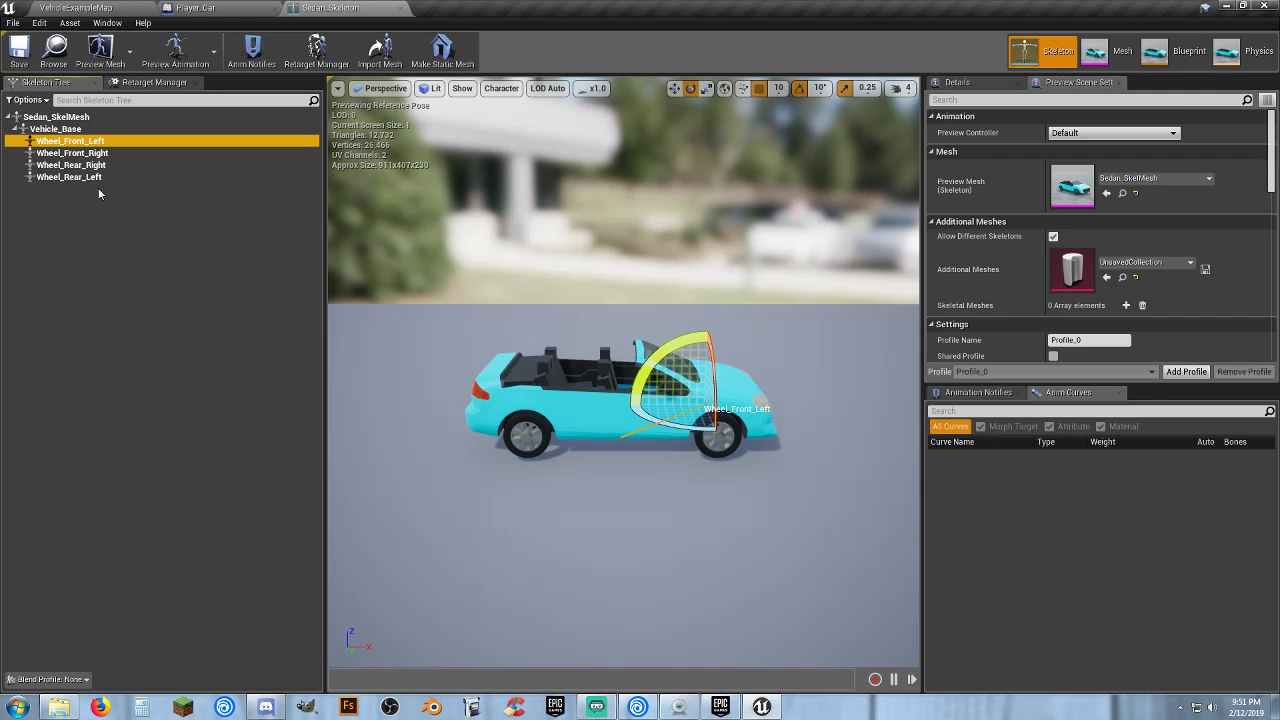 VehicleExampleMap
Player.Car
Sedan_Skeleton
File Edit Asset Window Help
Save Browse Preview Mesh Preview Animation Anim Notifies Retarget Manager Import Mesh Make Static Mesh
Skeleton Mesh Blueprint Physics
Skeleton Tree
Retarget Manager
Options
Search Skeleton Tree...
Sedan_SkelMesh
Vehicle_Base
Wheel_Front_Left
Wheel_Front_Right
Wheel_Rear_Right
Wheel_Rear_Left
Blend Profile: None
Perspective Lit Show Character LOD Auto x1.0 10 10° 0.25 4
Previewing Reference Pose
LOD: 0
Current Screen Size: 1
Triangles: 12,732
Vertices: 26,466
UV Channels: 2
Approx Size: 911x407x230
Wheel_Front_Left
Z
X
Details
Preview Scene Sett
Search
Animation
Preview Controller
Default
Mesh
Preview Mesh
(Skeleton)
Sedan_SkelMesh
Additional Meshes
Allow Different Skeletons
Additional Meshes
UnsavedCollection
Skeletal Meshes
0 Array elements
Settings
Profile Name
Profile_0
Shared Profile
Profile Profile_0 Add Profile Remove Profile
Animation Notifies
Anim Curves
Search
All Curves Morph Target Attribute Material
Curve Name Type Weight Auto Bones
Fs
EPIC
GAMES
EPIC
GAMES
9:51 PM
2/12/2019